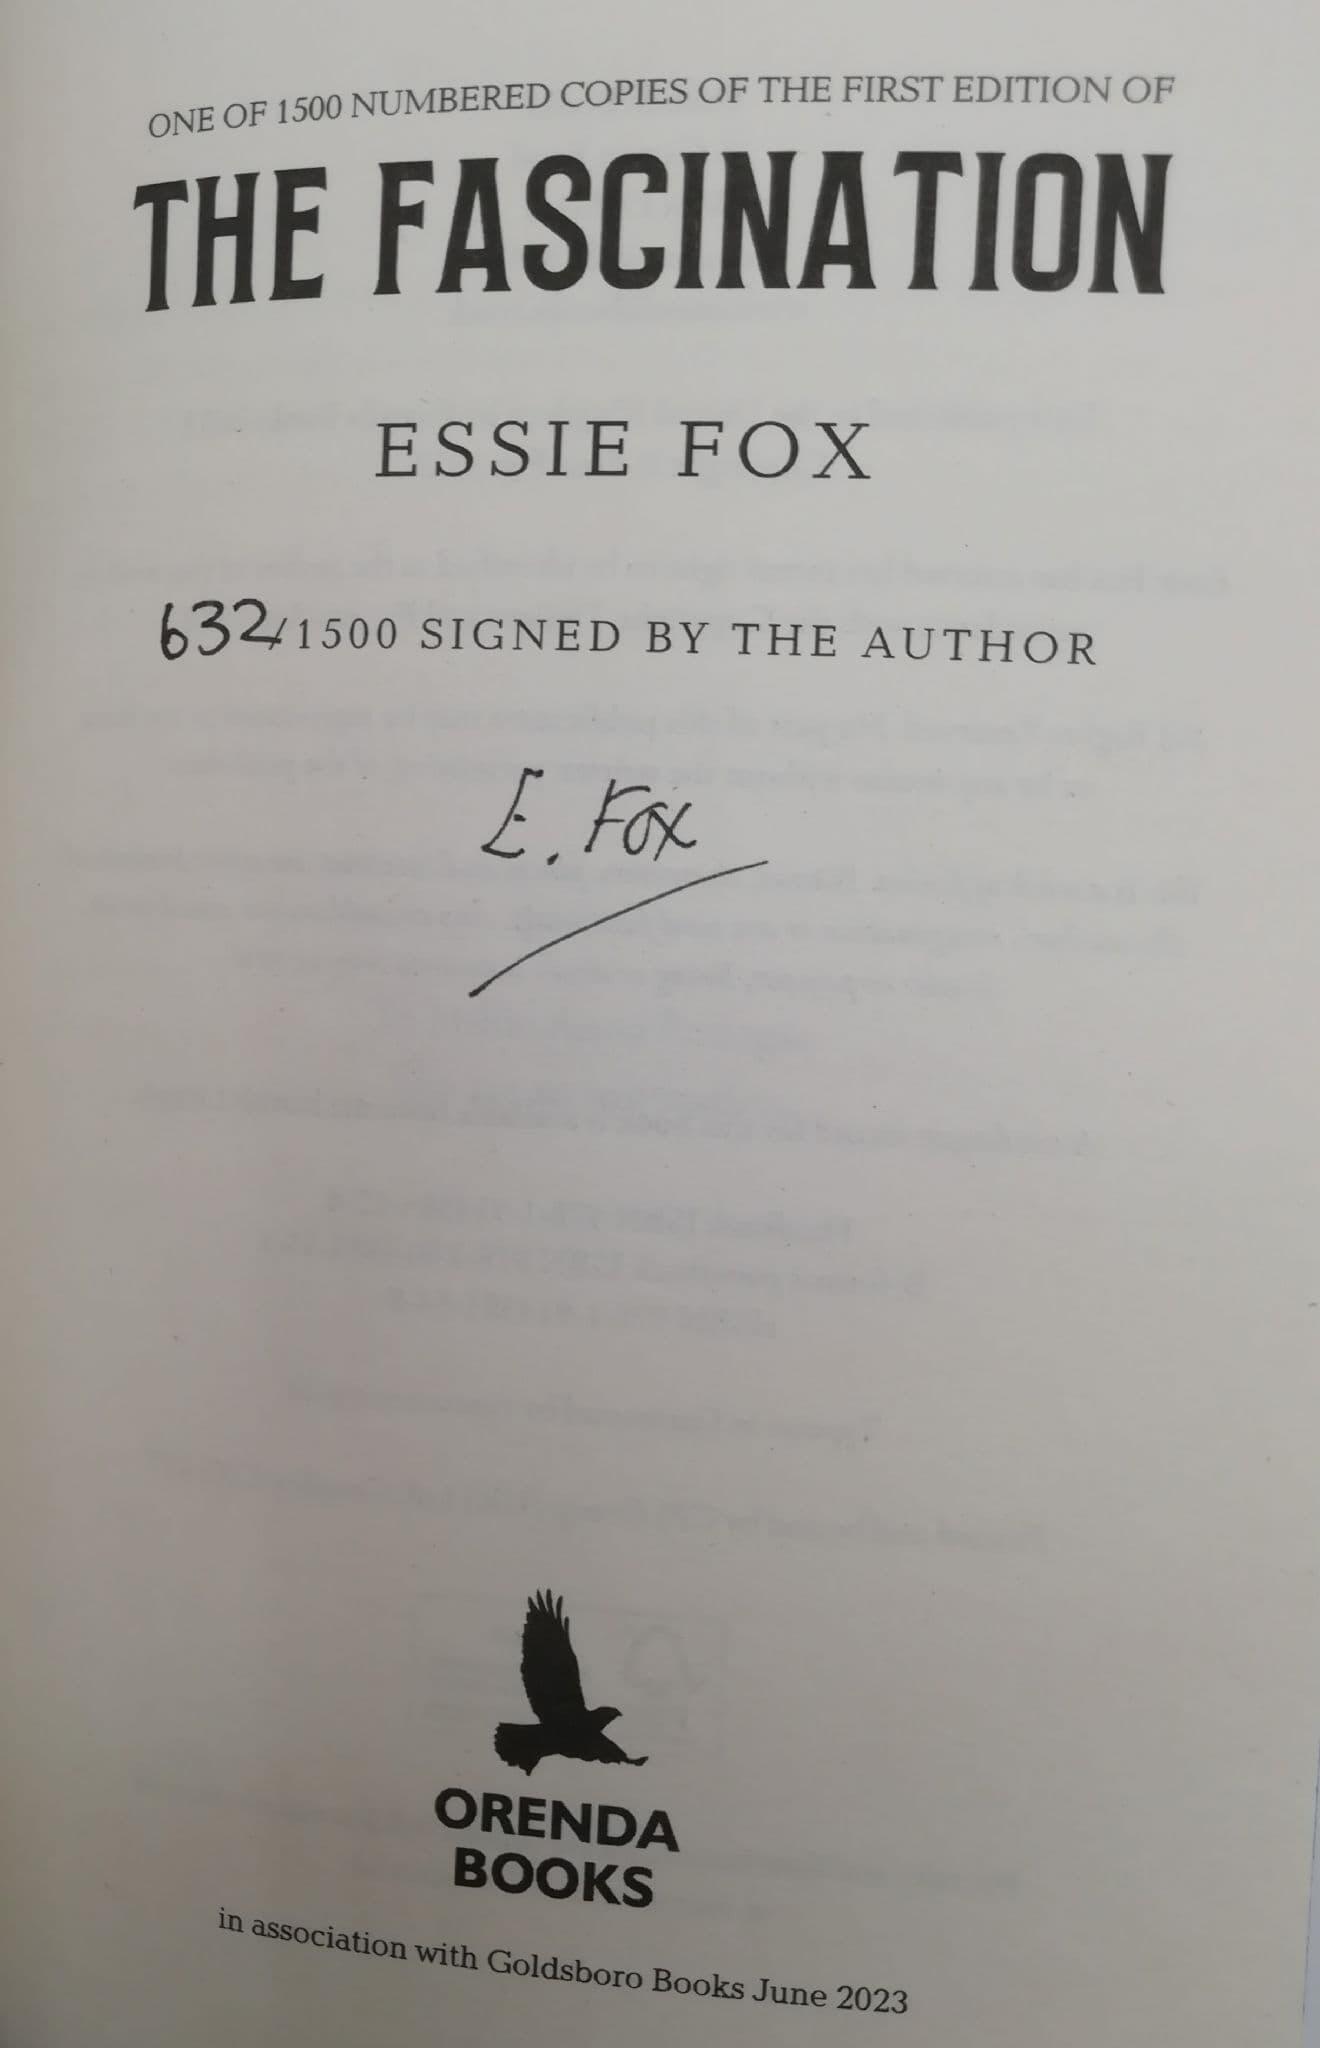 ONE OF 1500 NUMBERED COPIES OF THE FIRST EDITION OF
THE FASCINATION
ESSIE FOX
632/1500 SIGNED BY THE AUTHOR
E. Fox
ORENDA
BOOKS
in association with Goldsboro Books June 2023